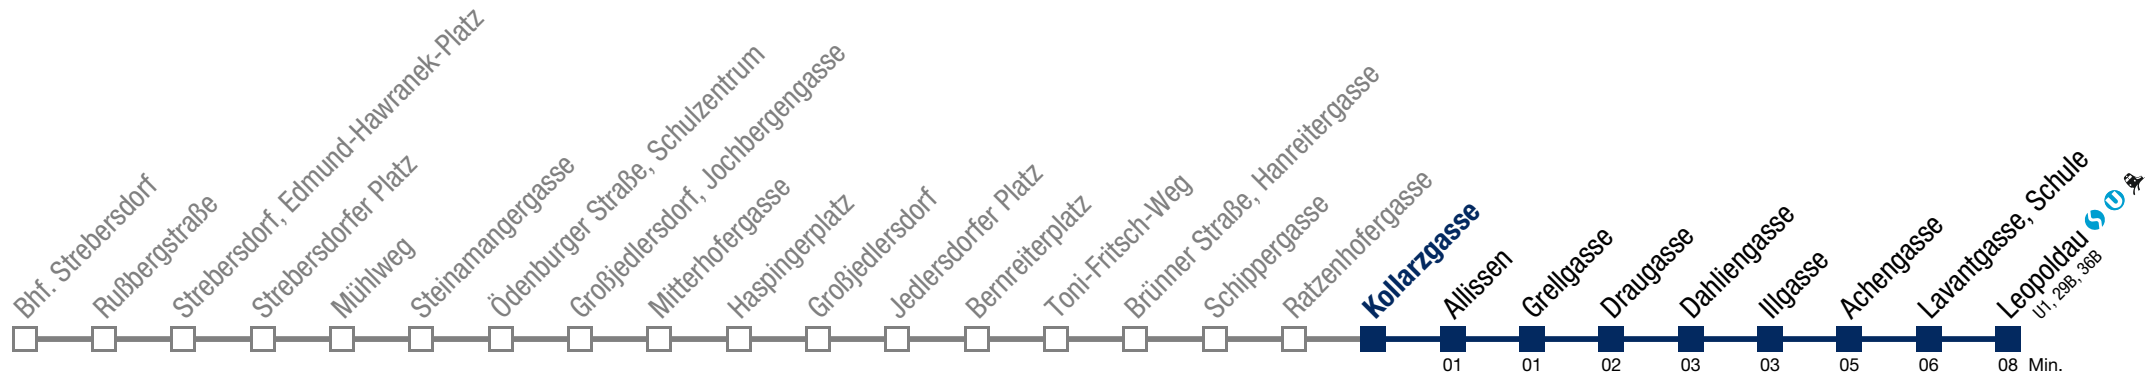 Bhf. Strebersdorf
Rußbergstraße
Strebersdorf, Edmund-Hawranek-Platz
Strebersdorfer Platz
Mühlweg
Steinamangergasse
Ödenburger Straße, Schulzentrum
Großjedlersdorf, Jochbergengasse
Mitterhofergasse
Haspingerplatz
Großjedlersdorf
Jedlersdorfer Platz
Bernreiterplatz
Toni-Fritsch-Weg
Brünner Straße, Hanreitergasse
Schippergasse
Ratzenhofergasse
Kollarzgasse
Allissen
Grellgasse
Draugasse
Dahliengasse
Illgasse
Achengasse
Lavantgasse, Schule
Leopoldau S U
U1, 29B, 36B
01 01 02 03 03 05 06 08 Min.